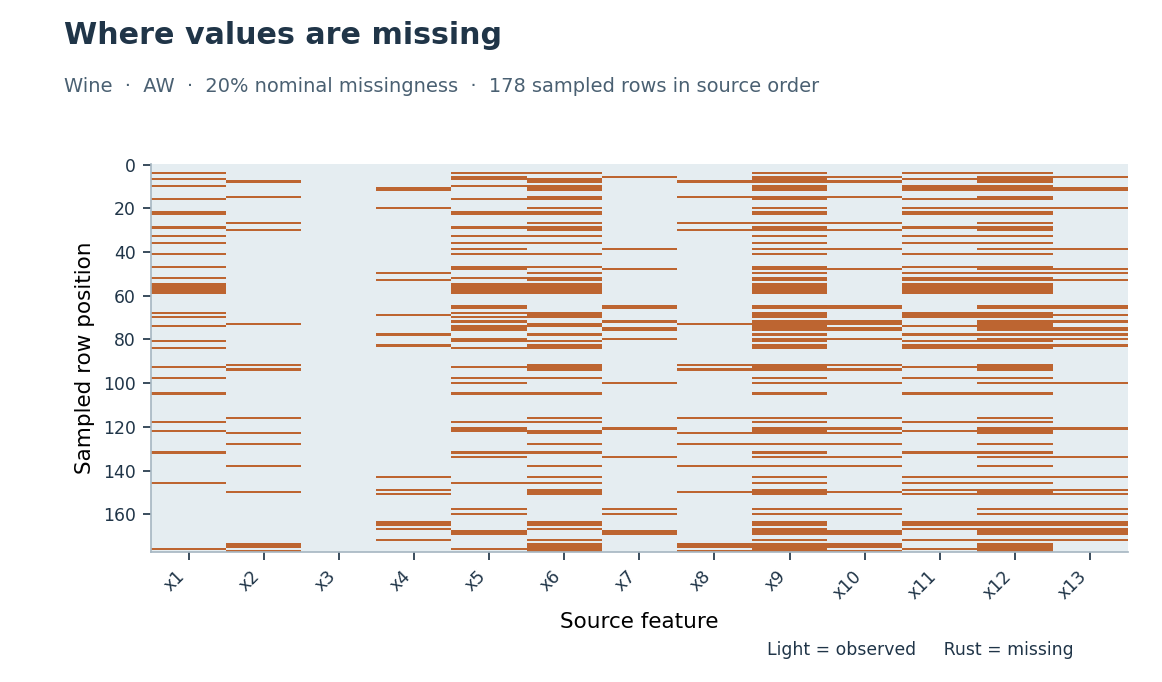 Where values are missing
Wine · AW · 20% nominal missingness · 178 sampled rows in source order
0
20
40
60
80
100
120
140
160
Sampled row position
x1 x2 x3 x4 x5 x6 x7 x8 x9 x10 x11 x12 x13
Source feature
Light = observed Rust = missing